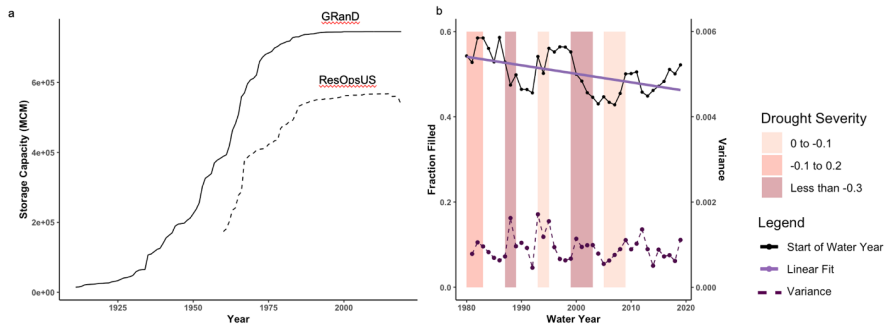 a
GRanD
ResOpsUS
Storage Capacity (MCM)
6e+05
4e+05
2e+05
0e+00
1925
1950
1975
2000
Year
b
0.6
0.4
0.2
0.0
Fraction Filled
0.006
0.004
0.002
0.000
Variance
1980
1990
2000
2010
2020
Water Year
Drought Severity
0 to -0.1
-0.1 to 0.2
Less than -0.3
Legend
Start of Water Year
Linear Fit
Variance